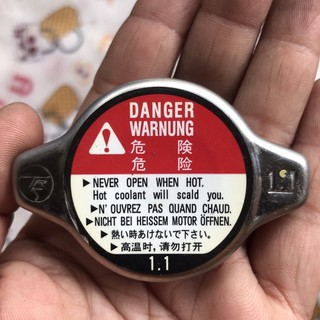 DANGER
WARNUNG
危 険
危 险
▶ NEVER OPEN WHEN HOT.
Hot coolant will scald you.
▶ N' OUVREZ PAS QUAND CHAUD.
▶ NICHT BEI HEISSEM MOTOR ÖFFNEN.
▶ 熱い時あけないで下さい。
▶ 高温时,请勿打开
1.1
1.1